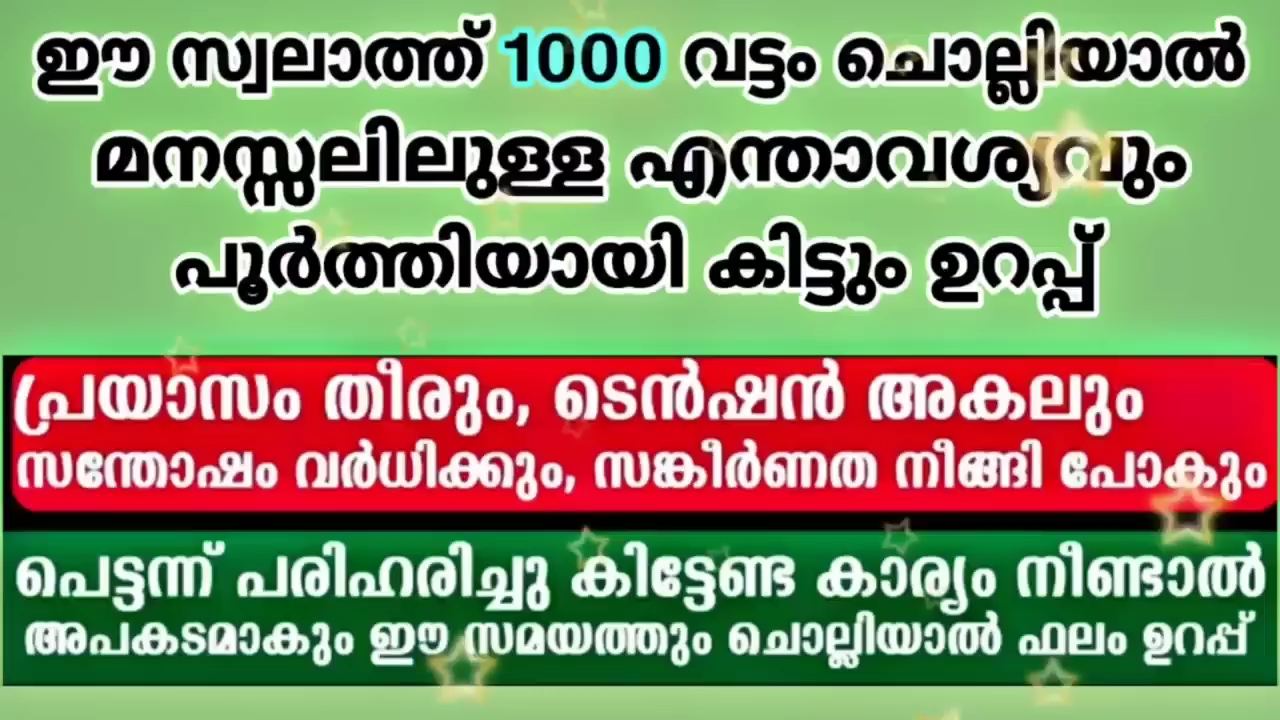 ഈ സ്വലാത്ത് 1000 വട്ടം ചൊല്ലിയാൽ
മനസ്സലിലുള്ള എന്താവശ്യവും
പൂർത്തിയായി കിട്ടും ഉറപ്പ്
പ്രയാസം തീരും, ടെൻഷൻ അകലും
സന്തോഷം വർധിക്കും, സങ്കീർണത നീങ്ങി പോകും
പെട്ടന്ന് പരിഹരിച്ചു കിട്ടേണ്ട കാര്യം നീണ്ടാൽ
അപകടമാകും ഈ സമയത്തും ചൊല്ലിയാൽ ഫലം ഉറപ്പ്